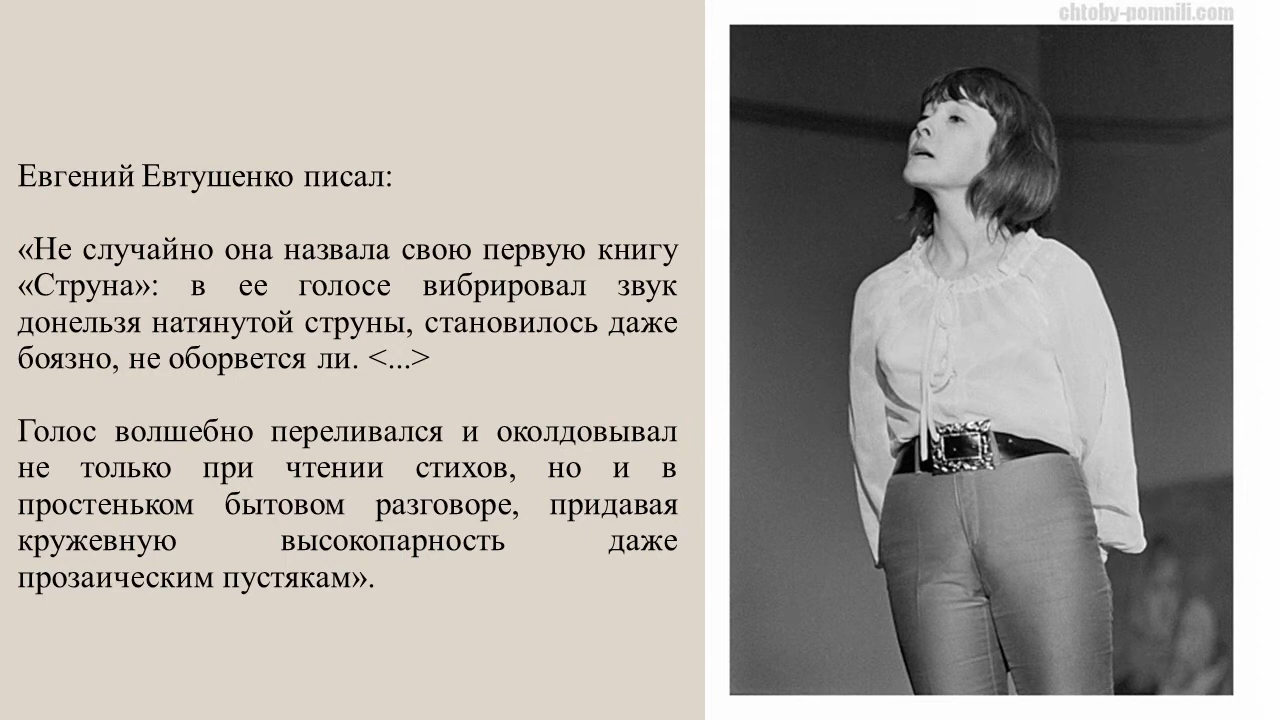 chtoby-pomnili.com
Евгений Евтушенко писал:
«Не случайно она назвала свою первую книгу
«Струна»: в ее голосе вибрировал звук
донельзя натянутой струны, становилось даже
боязно, не оборвется ли. <...>
Голос волшебно переливался и околдовывал
не только при чтении стихов, но и в
простеньком бытовом разговоре, придавая
кружевную высокопарность даже
прозаическим пустякам».